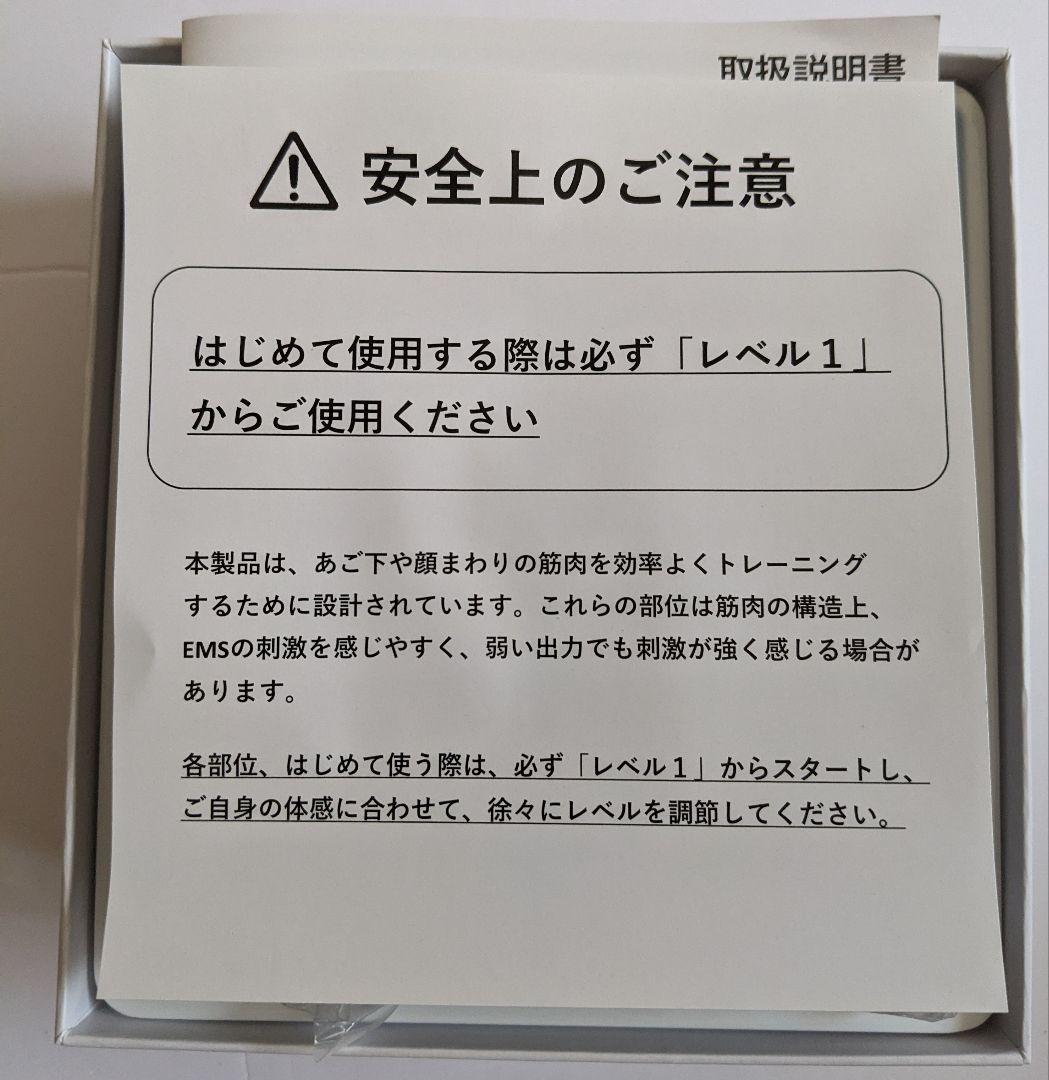 取扱説明書
安全上のご注意
はじめて使用する際は必ず「レベル１」
からご使用ください
本製品は、あご下や顔まわりの筋肉を効率よくトレーニング
するために設計されています。これらの部位は筋肉の構造上、
EMSの刺激を感じやすく、弱い出力でも刺激が強く感じる場合が
あります。
各部位、はじめて使う際は、必ず「レベル１」からスタートし、
ご自身の体感に合わせて、徐々にレベルを調節してください。